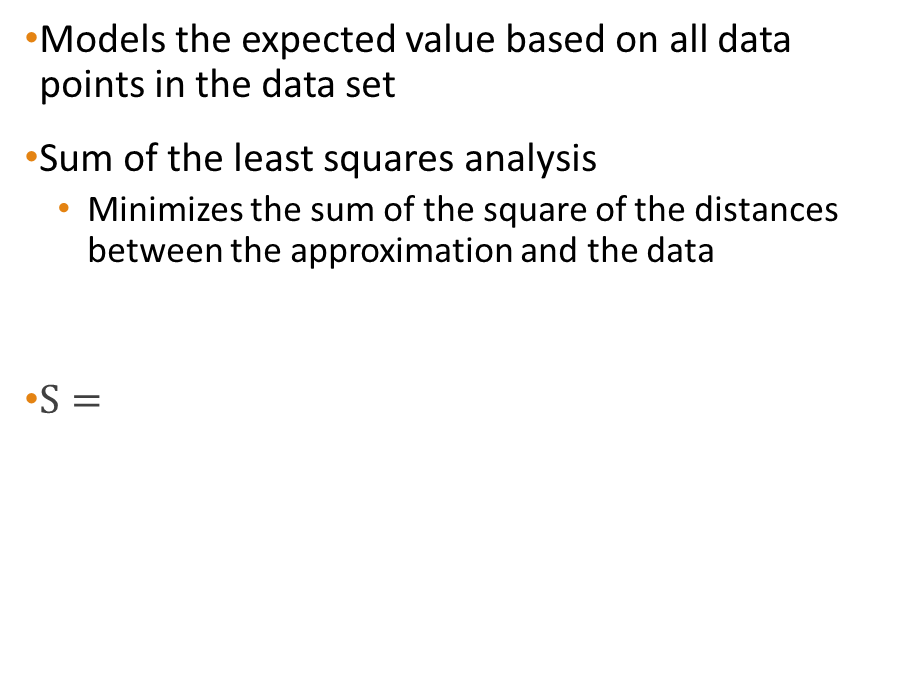 •Models the expected value based on all data
points in the data set
•Sum of the least squares analysis
• Minimizes the sum of the square of the distances
between the approximation and the data
•S =